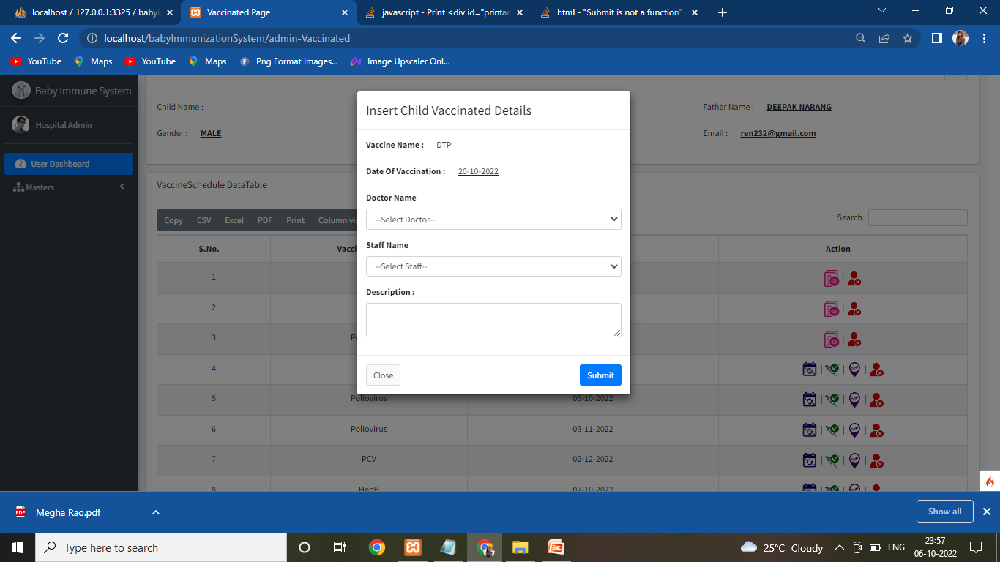 localhost / 127.0.0.1:3325 / babyi
Vaccinated Page
javascript - Print <div id="printar
html - "Submit is not a function"
localhost/babyImmunizationSystem/admin-Vaccinated
YouTube Maps YouTube Maps Png Format Images... Image Upscaler Onl...
Baby Immune System
Hospital Admin
User Dashboard
Masters
Child Name :
Father Name : DEEPAK NARANG
Gender : MALE
Email : ren232@gmail.com
VaccineSchedule DataTable
Copy CSV Excel PDF Print Column vis
Search:
S.No. Vacci Action
1
2
3 Po
4
5 Poliovirus 06-10-2022
6 Poliovirus 03-11-2022
7 PCV 02-12-2022
8 HepB 07-10-2022
Insert Child Vaccinated Details
Vaccine Name : DTP
Date Of Vaccination : 20-10-2022
Doctor Name
--Select Doctor--
Staff Name
--Select Staff--
Description :
Close Submit
PDF Megha Rao.pdf
Show all
Type here to search
25°C Cloudy
ENG
23:57
06-10-2022